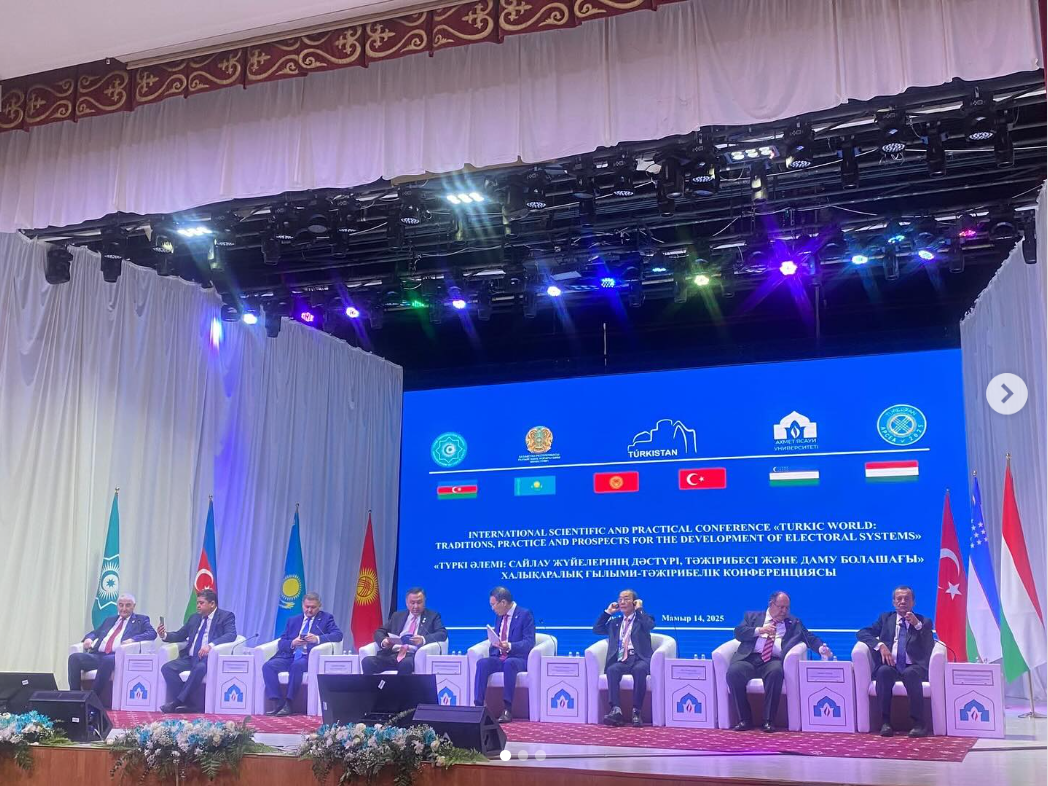 TÜRKISTAN
АХМЕТ ЯСАУИ
УНИВЕРСИТЕТІ
INTERNATIONAL SCIENTIFIC AND PRACTICAL CONFERENCE «TURKIC WORLD:
TRADITIONS, PRACTICE AND PROSPECTS FOR THE DEVELOPMENT OF ELECTORAL SYSTEMS»
«ТҮРКІ ӘЛЕМІ: САЙЛАУ ЖҮЙЕЛЕРІНІҢ ДӘСТҮРІ, ТӘЖІРИБЕСІ ЖӘНЕ ДАМУ БОЛАШАҒЫ»
ХАЛЫҚАРАЛЫҚ ҒЫЛЫМИ-ТӘЖІРИБЕЛІК КОНФЕРЕНЦИЯСЫ
Мамыр 14, 2025